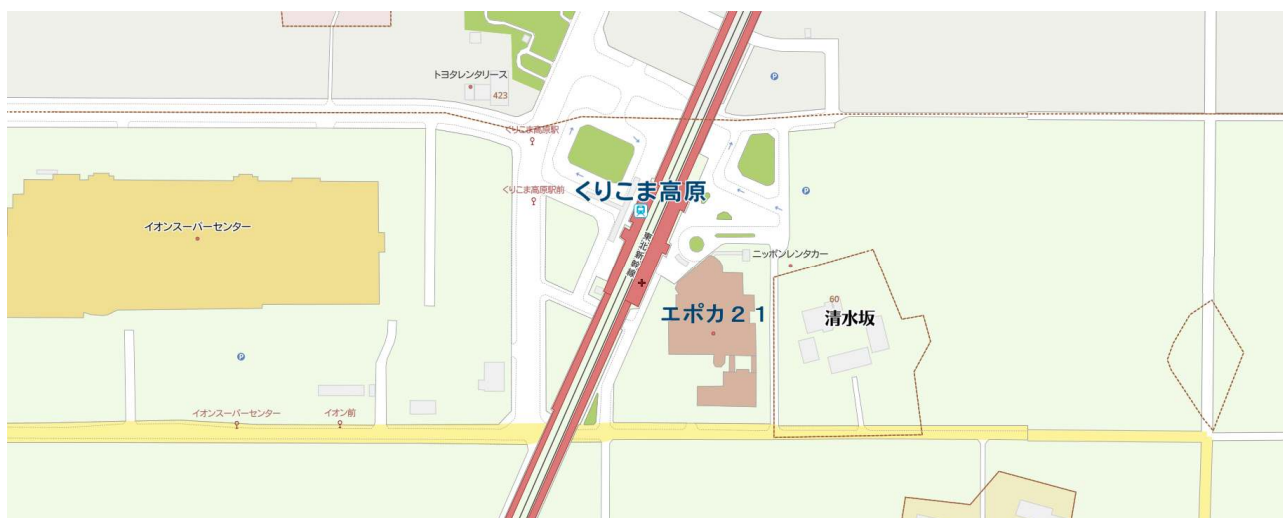 トヨタレンタリース
423
P
くりこま高原駅
くりこま高原駅前
くりこま高原
P
イオンスーパーセンター
東北新幹線
ニッポンレンタカー
エポカ21
60
清水坂
P
イオンスーパーセンター
イオン前